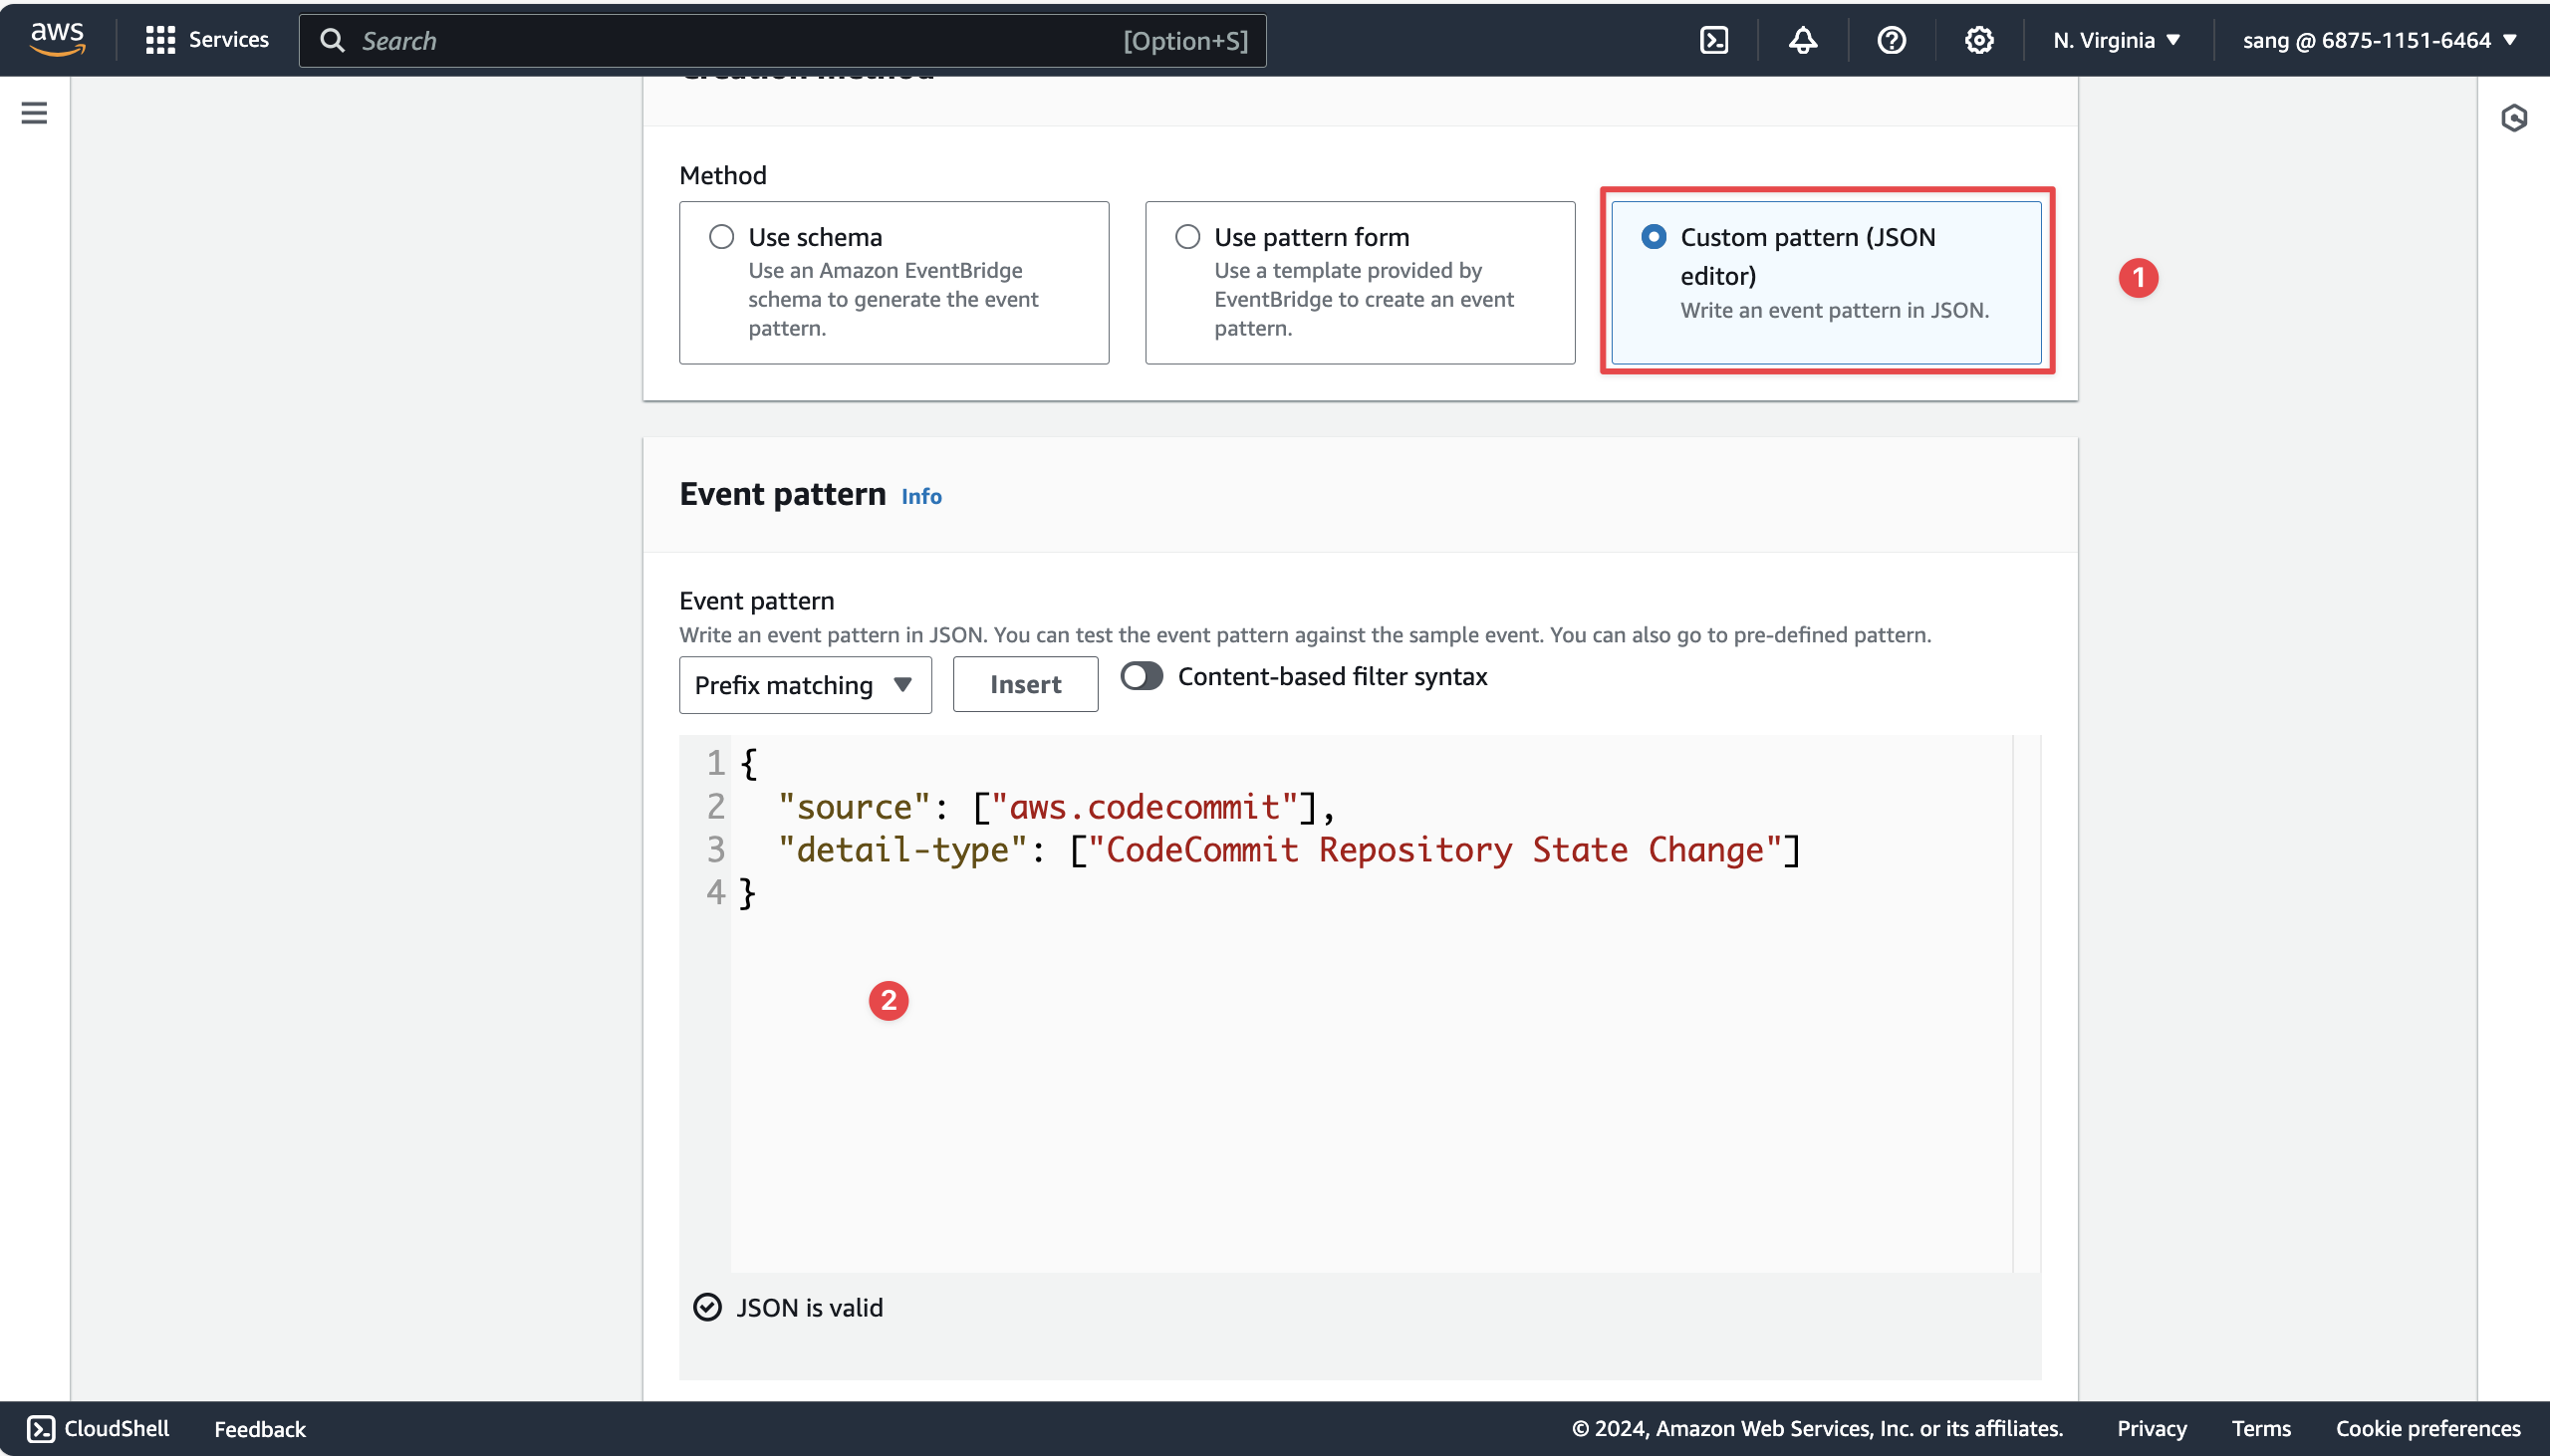 aws
Services
Search
[Option+S]
N. Virginia
sang @ 6875-1151-6464
Creation method
Method
Use schema
Use an Amazon EventBridge
schema to generate the event
pattern.
Use pattern form
Use a template provided by
EventBridge to create an event
pattern.
Custom pattern (JSON
editor)
Write an event pattern in JSON.
1
Event pattern Info
Event pattern
Write an event pattern in JSON. You can test the event pattern against the sample event. You can also go to pre-defined pattern.
Prefix matching
Insert
Content-based filter syntax
1 {
2 "source": ["aws.codecommit"],
3 "detail-type": ["CodeCommit Repository State Change"]
4 }
2
JSON is valid
CloudShell
Feedback
© 2024, Amazon Web Services, Inc. or its affiliates.
Privacy
Terms
Cookie preferences